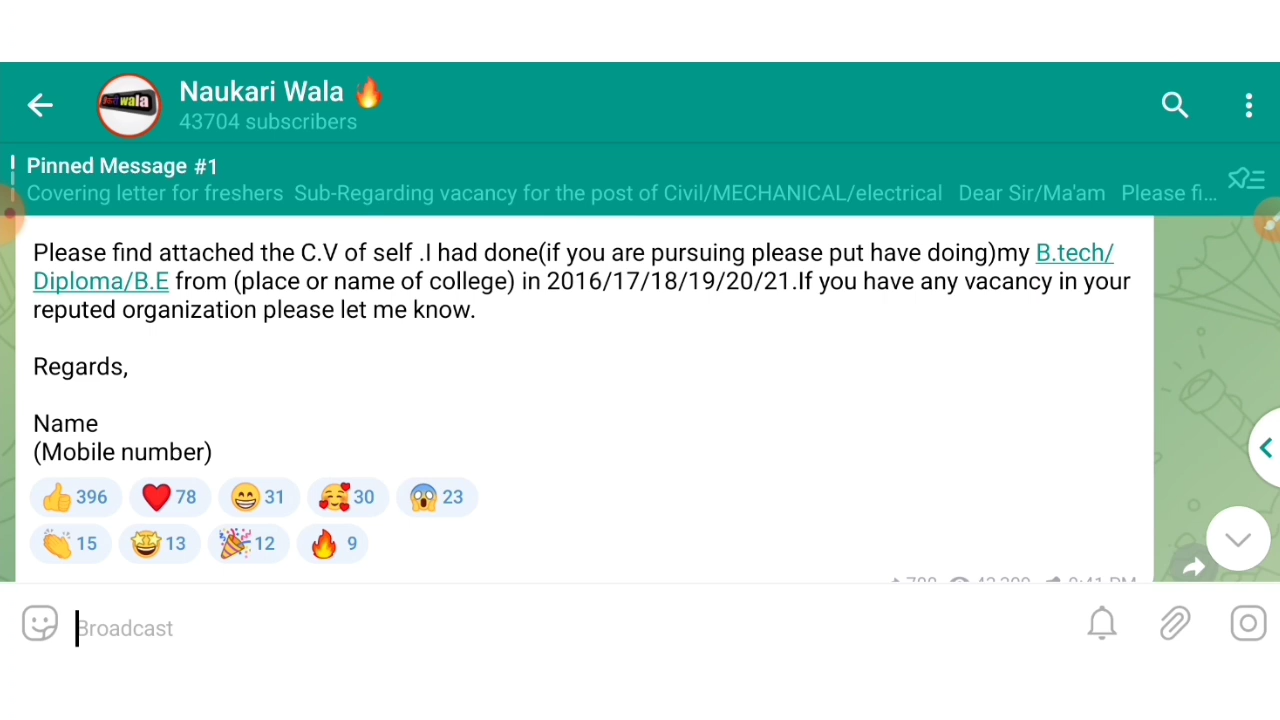 Naukari Wala 🔥
43704 subscribers
Pinned Message #1
Covering letter for freshers Sub-Regarding vacancy for the post of Civil/MECHANICAL/electrical Dear Sir/Ma'am Please fi...
Please find attached the C.V of self .I had done(if you are pursuing please put have doing)my B.tech/
Diploma/B.E from (place or name of college) in 2016/17/18/19/20/21.If you have any vacancy in your
reputed organization please let me know.
Regards,
Name
(Mobile number)
👍 396 ❤️ 78 😁 31 🥰 30 😱 23
👏 15 🤩 13 🎉 12 🔥 9
Broadcast